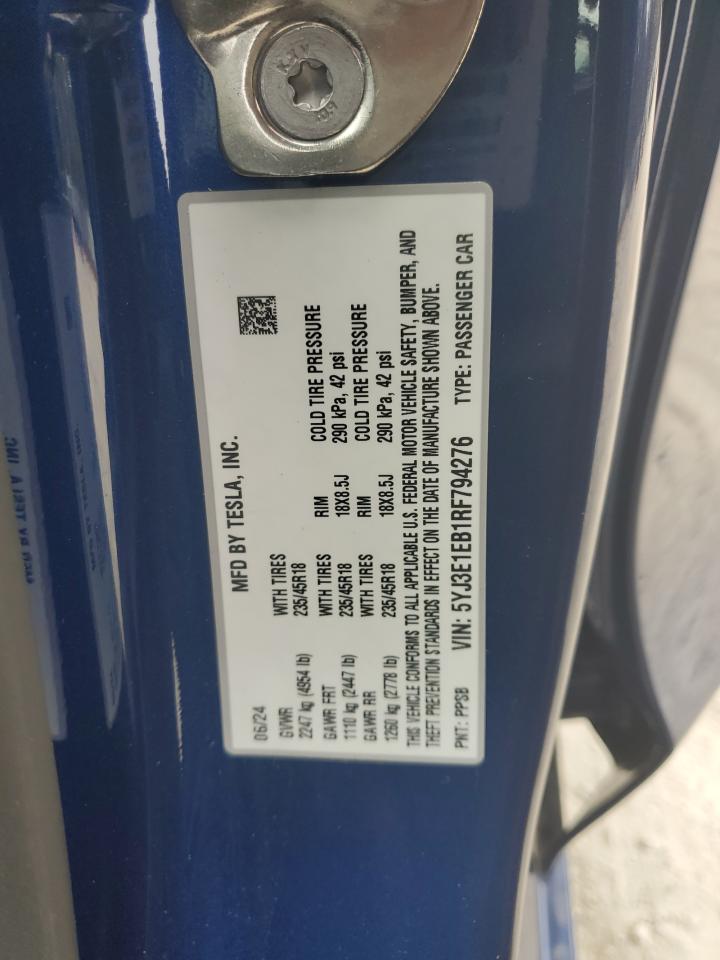 MFD BY TESLA, INC.
06/24
GVWR WITH TIRES RIM COLD TIRE PRESSURE
2247 kg (4954 lb) 235/45R18
GAWR FRT WITH TIRES RIM COLD TIRE PRESSURE
1110 kg (2447 lb) 235/45R18 18X8.5J 290 kPa, 42 psi
GAWR RR WITH TIRES RIM COLD TIRE PRESSURE
1260 kg (2778 lb) 235/45R18 18X8.5J 290 kPa, 42 psi
THIS VEHICLE CONFORMS TO ALL APPLICABLE U.S. FEDERAL MOTOR VEHICLE SAFETY, BUMPER, AND
THEFT PREVENTION STANDARDS IN EFFECT ON THE DATE OF MANUFACTURE SHOWN ABOVE.
PNT: PPSB VIN: 5YJ3E1EB1RF794276 TYPE: PASSENGER CAR